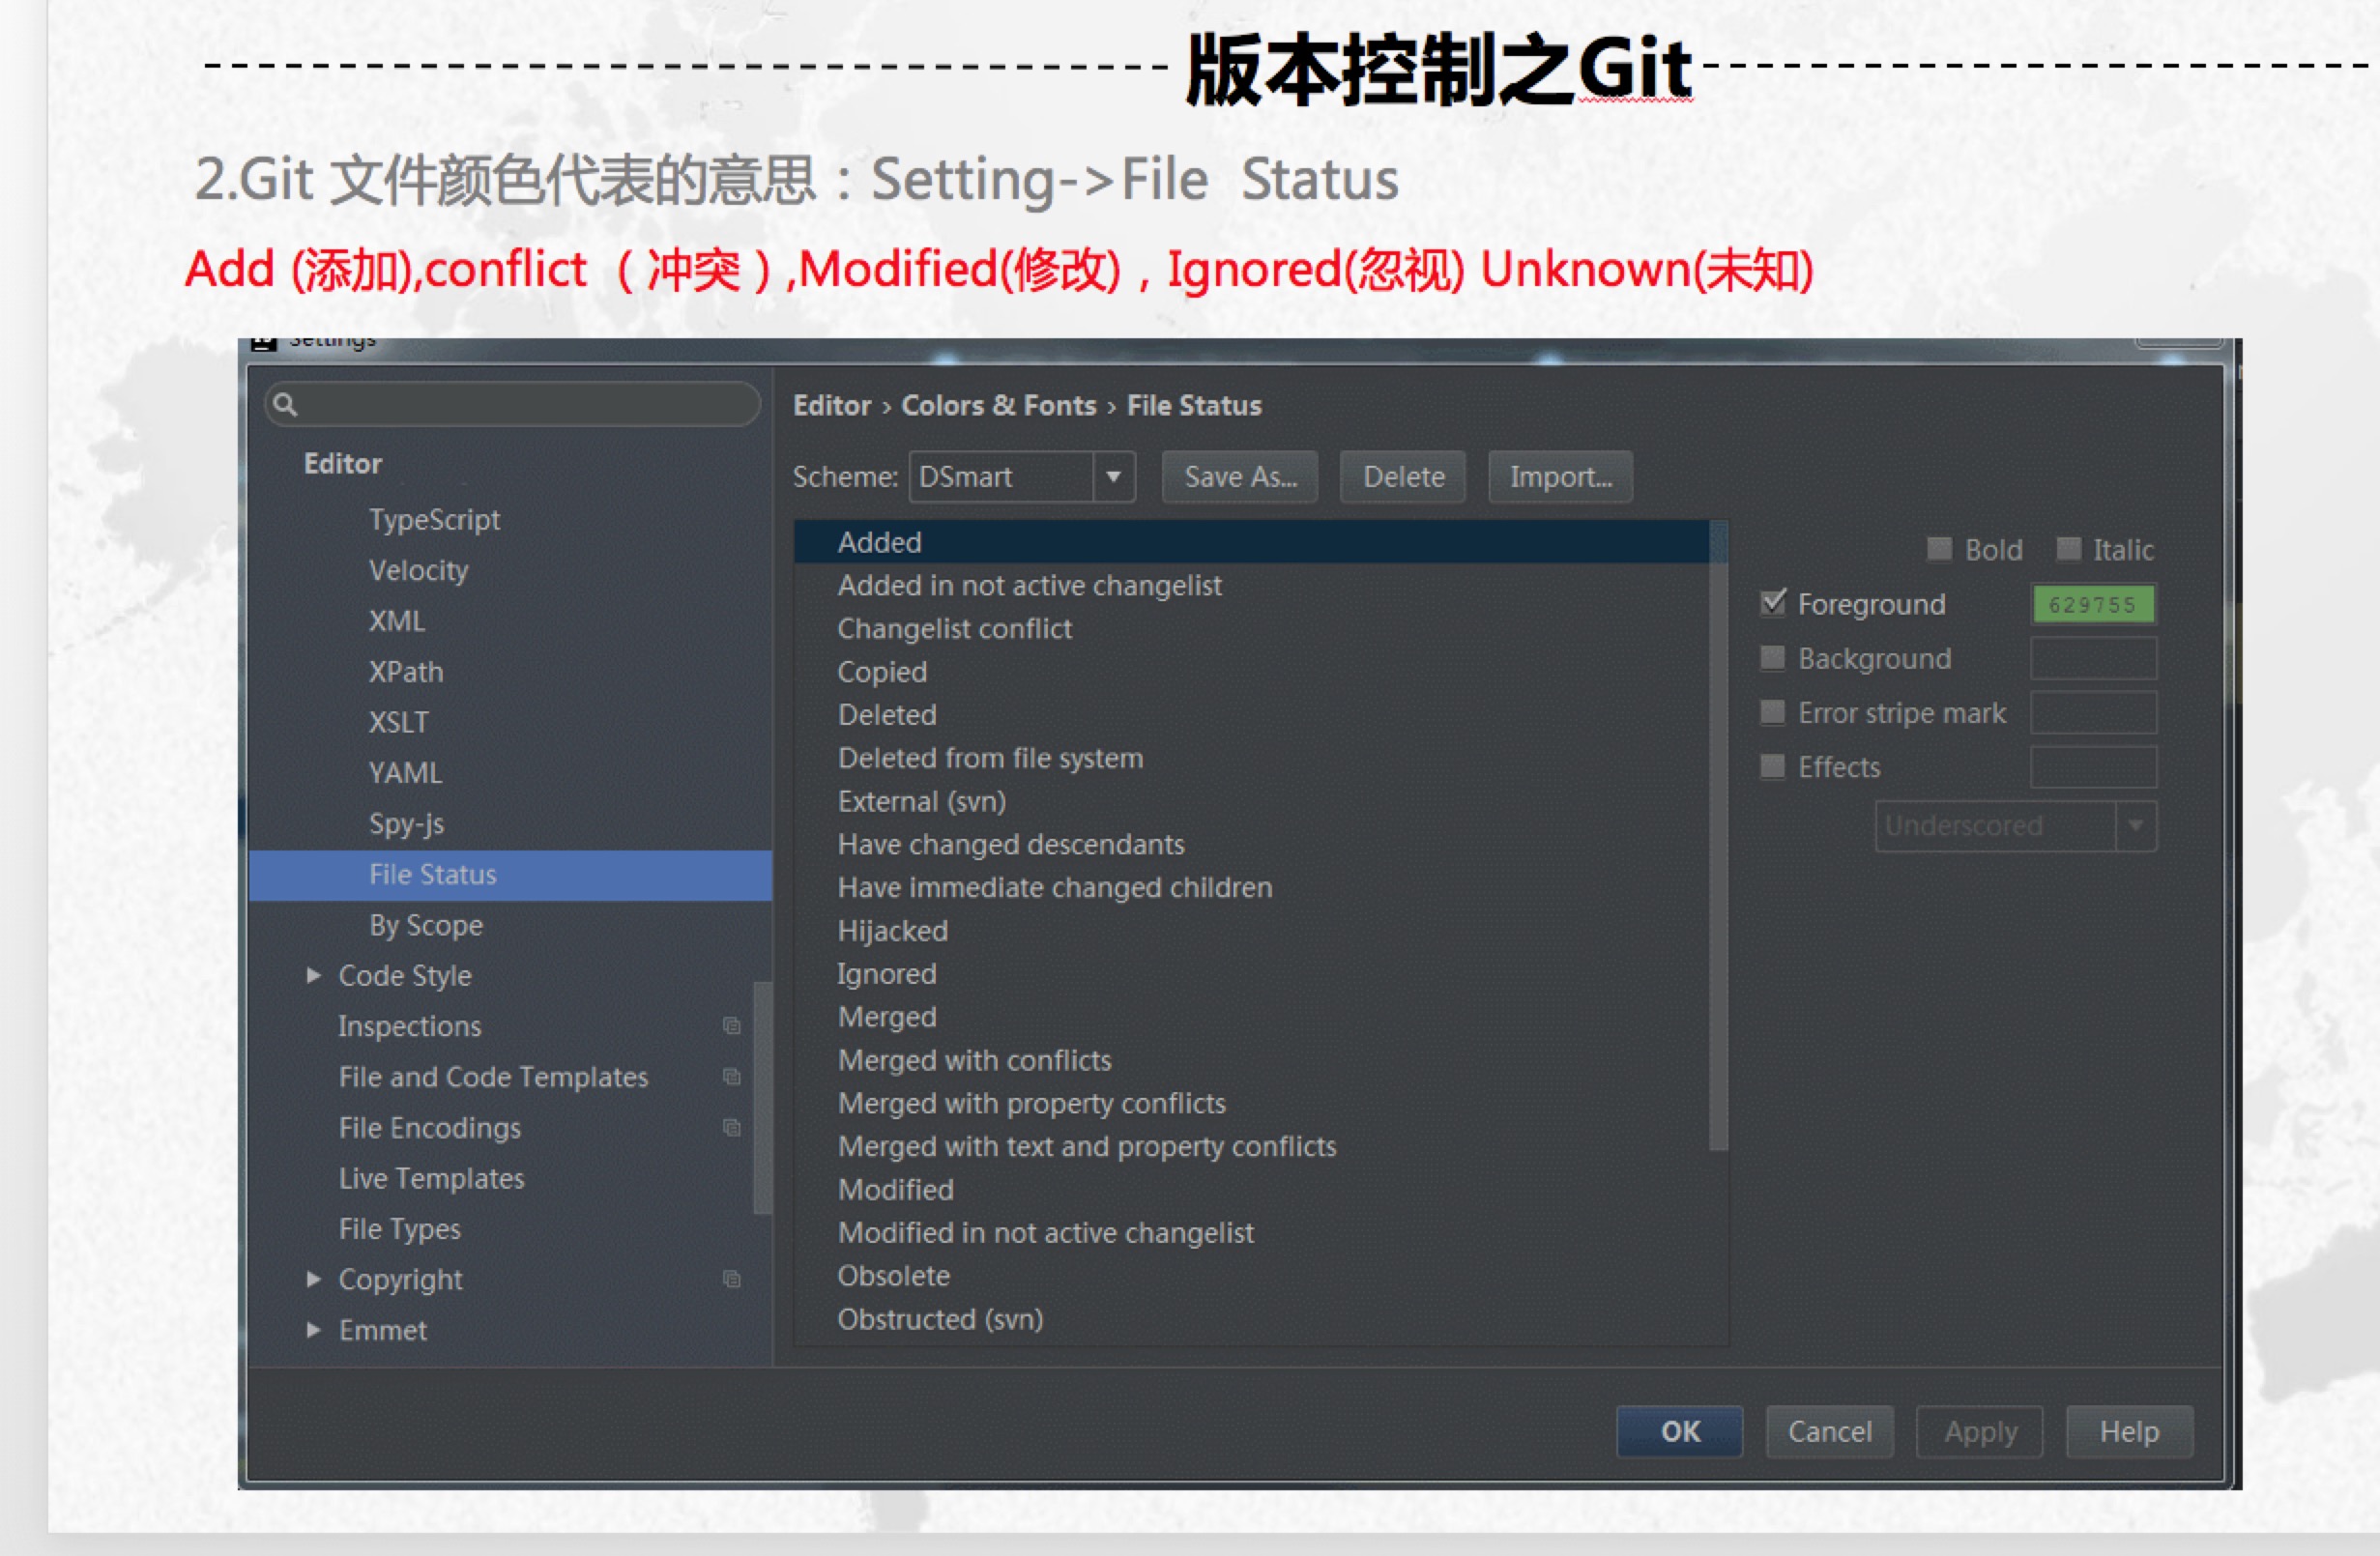 版本控制之Git
2.Git 文件颜色代表的意思：Setting->File  Status
Add (添加),conflict （冲突）,Modified(修改)，Ignored(忽视) Unknown(未知)
Settings
Editor
TypeScript
Velocity
XML
XPath
XSLT
YAML
Spy-js
File Status
By Scope
Code Style
Inspections
File and Code Templates
File Encodings
Live Templates
File Types
Copyright
Emmet
Editor › Colors & Fonts › File Status
Scheme: DSmart Save As... Delete Import...
Added
Added in not active changelist
Changelist conflict
Copied
Deleted
Deleted from file system
External (svn)
Have changed descendants
Have immediate changed children
Hijacked
Ignored
Merged
Merged with conflicts
Merged with property conflicts
Merged with text and property conflicts
Modified
Modified in not active changelist
Obsolete
Obstructed (svn)
Bold Italic
Foreground 629755
Background
Error stripe mark
Effects
Underscored
OK Cancel Apply Help